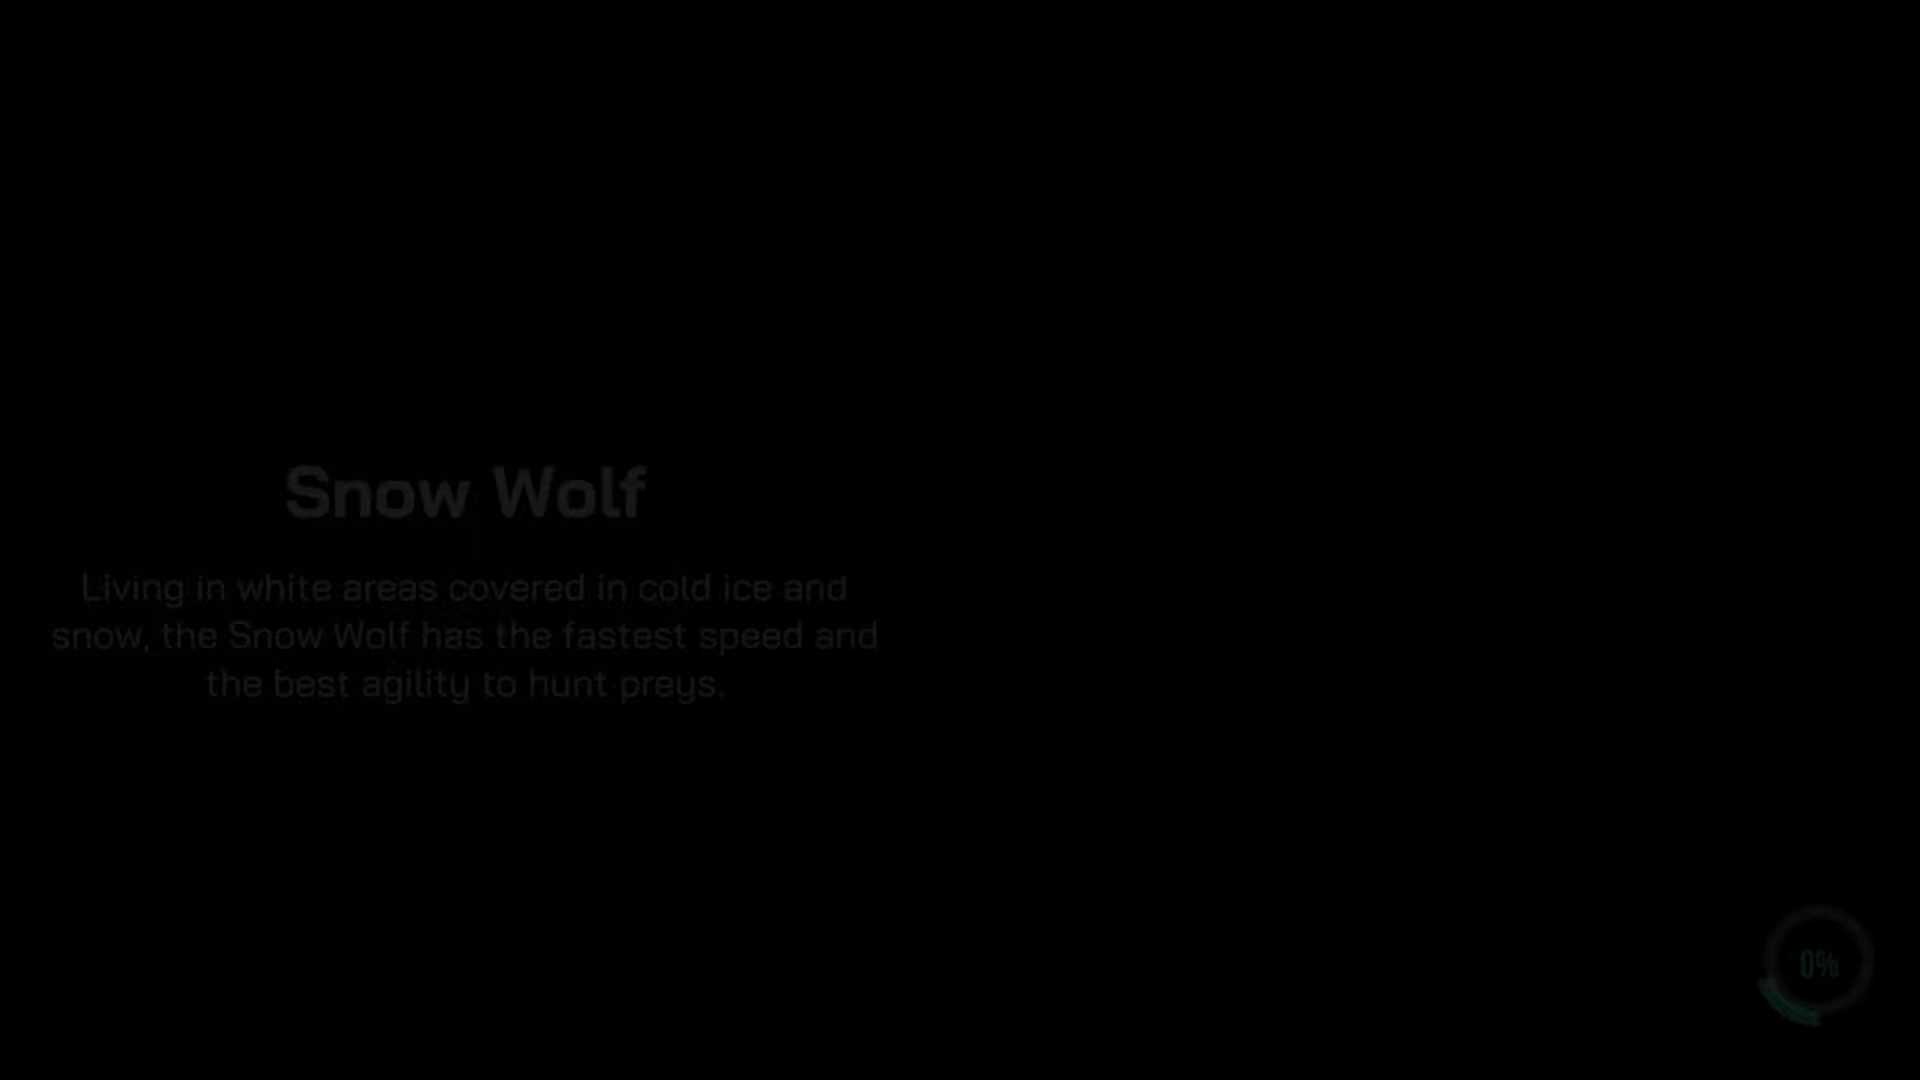 Snow Wolf
Living in white areas covered in cold ice and
snow, the Snow Wolf has the fastest speed and
the best agility to hunt preys.
0%